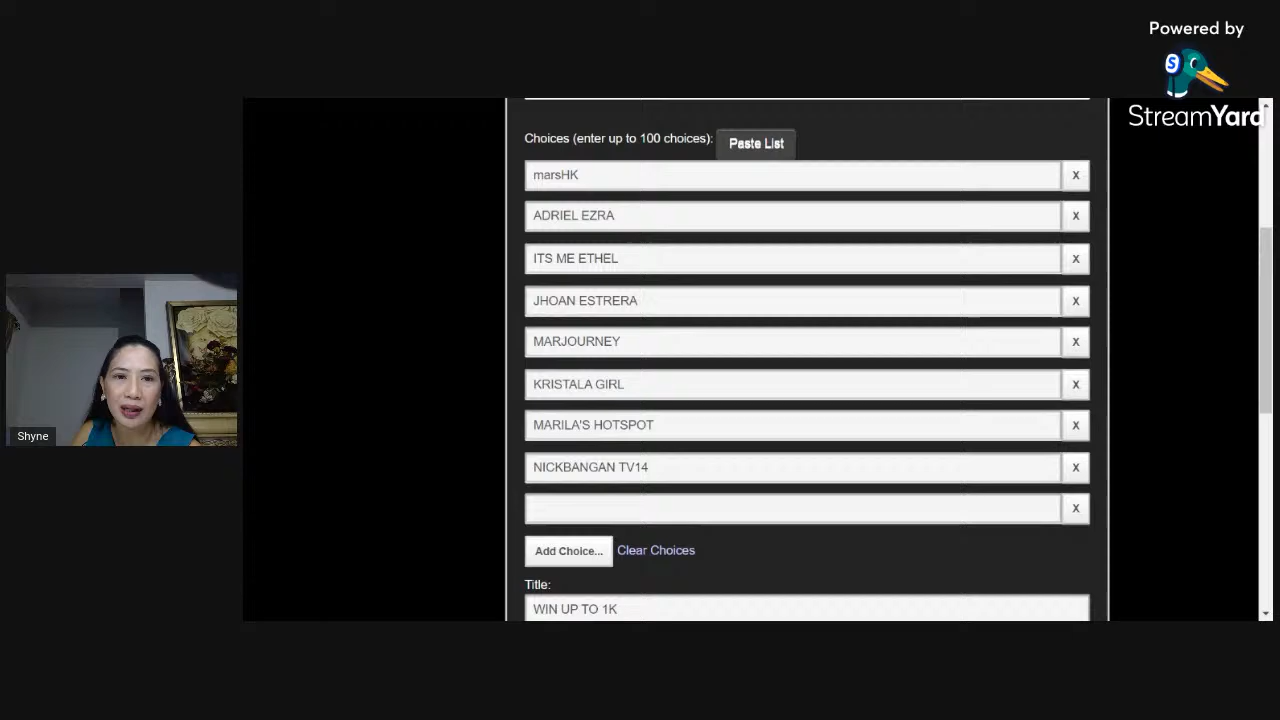 Powered by
S
StreamYard
Choices (enter up to 100 choices): Paste List
marsHK X
ADRIEL EZRA X
ITS ME ETHEL X
JHOAN ESTRERA X
MARJOURNEY X
KRISTALA GIRL X
MARILA'S HOTSPOT X
NICKBANGAN TV14 X
X
Add Choice... Clear Choices
Title:
WIN UP TO 1K
Shyne